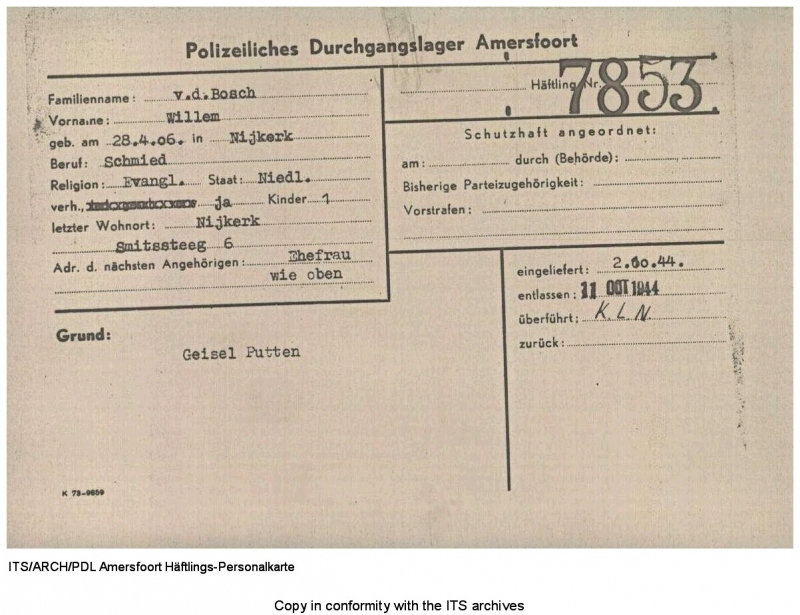 Polizeiliches Durchgangslager Amersfoort
Häftling Nr. 7853
Familienname: v.d.Bosch
Vorname: Willem
geb. am 28.4.06. in Nijkerk
Beruf: Schmied
Religion: Evangl. Staat: Niedl.
verh., ja Kinder 1
letzter Wohnort: Nijkerk
Smitssteeg 6
Adr. d. nächsten Angehörigen: Ehefrau
wie oben
Schutzhaft angeordnet:
am: durch (Behörde):
Bisherige Parteizugehörigkeit:
Vorstrafen:
eingeliefert: 2.10.44.
entlassen: 11 OCT 1944
überführt: K.L.N.
zurück:
Grund:
Geisel Putten
K 73-9859
ITS/ARCH/PDL Amersfoort Häftlings-Personalkarte
Copy in conformity with the ITS archives